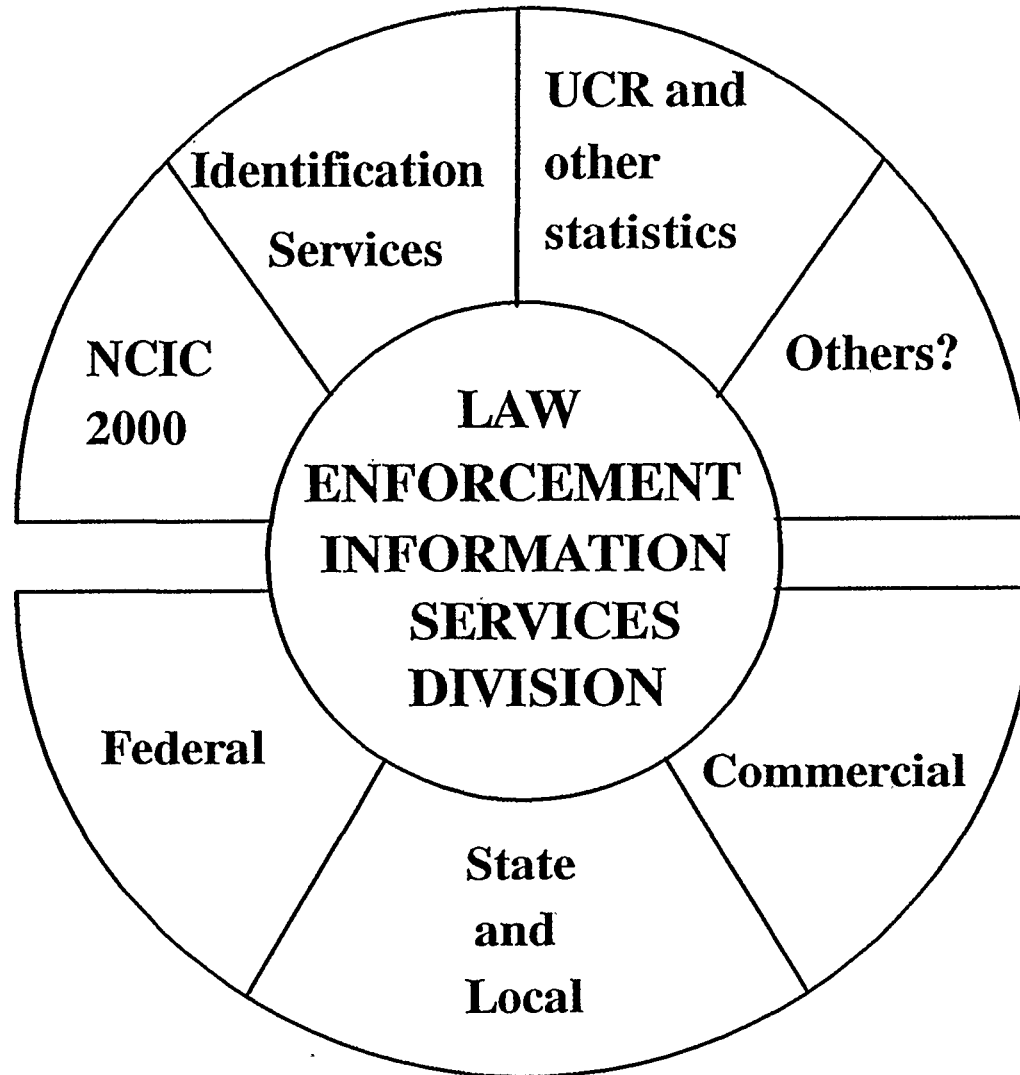 UCR and
other
statistics
Identification
Services
NCIC
2000
Others?
LAW
ENFORCEMENT
INFORMATION
SERVICES
DIVISION
Federal
Commercial
State
and
Local